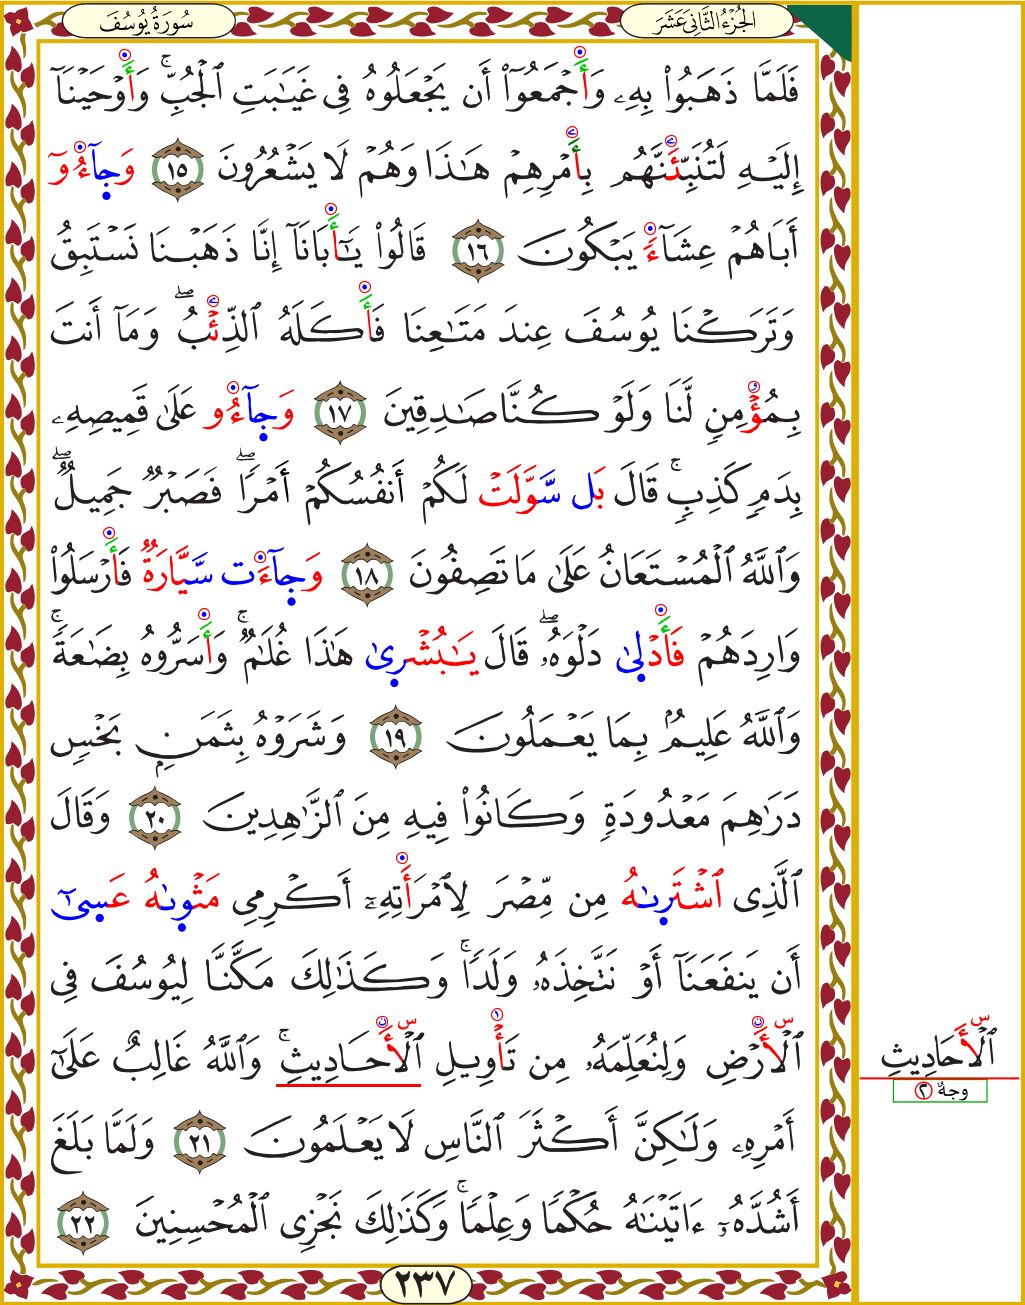 الجُزْءُ الثَّانِي عَشَرَ
سُورَةُ يُوسُفَ
فَلَمَّا ذَهَبُوا۟ بِهِۦ وَأَجْمَعُوٓا۟ أَن يَجْعَلُوهُ فِى غَيَـٰبَتِ ٱلْجُبِّ ۚ وَأَوْحَيْنَآ
إِلَيْهِ لَتُنَبِّئَنَّهُم بِأَمْرِهِمْ هَـٰذَا وَهُمْ لَا يَشْعُرُونَ ١٥ وَجَآءُوٓ
أَبَاهُمْ عِشَآءً يَبْكُونَ ١٦ قَالُوا۟ يَـٰٓأَبَانَآ إِنَّا ذَهَبْنَا نَسْتَبِقُ
وَتَرَكْنَا يُوسُفَ عِندَ مَتَـٰعِنَا فَأَكَلَهُ ٱلذِّئْبُ ۖ وَمَآ أَنتَ
بِمُؤْمِنٍ لَّنَا وَلَوْ كُنَّا صَـٰدِقِينَ ١٧ وَجَآءُو عَلَىٰ قَمِيصِهِۦ
بِدَمٍ كَذِبٍ ۚ قَالَ بَل سَّوَّلَتْ لَكُمْ أَنفُسُكُمْ أَمْرًا ۖ فَصَبْرٌ جَمِيلٌ ۖ
وَٱللَّهُ ٱلْمُسْتَعَانُ عَلَىٰ مَا تَصِفُونَ ١٨ وَجَآءَت سَّيَّارَةٌ فَأَرْسَلُوا۟
وَارِدَهُمْ فَأَدْلَىٰ دَلْوَهُۥ ۖ قَالَ يَـٰبُشْرِىٰ هَـٰذَا غُلَـٰمٌ ۚ وَأَسَرُّوهُ بِضَـٰعَةً ۚ
وَٱللَّهُ عَلِيمٌۢ بِمَا يَعْمَلُونَ ١٩ وَشَرَوْهُ بِثَمَنٍۭ بَخْسٍ
دَرَٰهِمَ مَعْدُودَةٍ وَكَانُوا۟ فِيهِ مِنَ ٱلزَّٰهِدِينَ ٢٠ وَقَالَ
ٱلَّذِى ٱشْتَرِىٰهُ مِن مِّصْرَ لِٱمْرَأَتِهِۦٓ أَكْرِمِى مَثْوِىٰهُ عَسِىٰٓ
أَن يَنفَعَنَآ أَوْ نَتَّخِذَهُۥ وَلَدًا ۚ وَكَذَٰلِكَ مَكَّنَّا لِيُوسُفَ فِى
ٱلْأَرْضِ وَلِنُعَلِّمَهُۥ مِن تَأْوِيلِ ٱلْأَحَادِيثِ ۚ وَٱللَّهُ غَالِبٌ عَلَىٰٓ
أَمْرِهِۦ وَلَـٰكِنَّ أَكْثَرَ ٱلنَّاسِ لَا يَعْلَمُونَ ٢١ وَلَمَّا بَلَغَ
أَشُدَّهُۥٓ ءَاتَيْنَـٰهُ حُكْمًا وَعِلْمًا ۚ وَكَذَٰلِكَ نَجْزِى ٱلْمُحْسِنِينَ ٢٢
٢٣٧
س
ٱلْأَحَادِيثِ
وجهٌ ٢